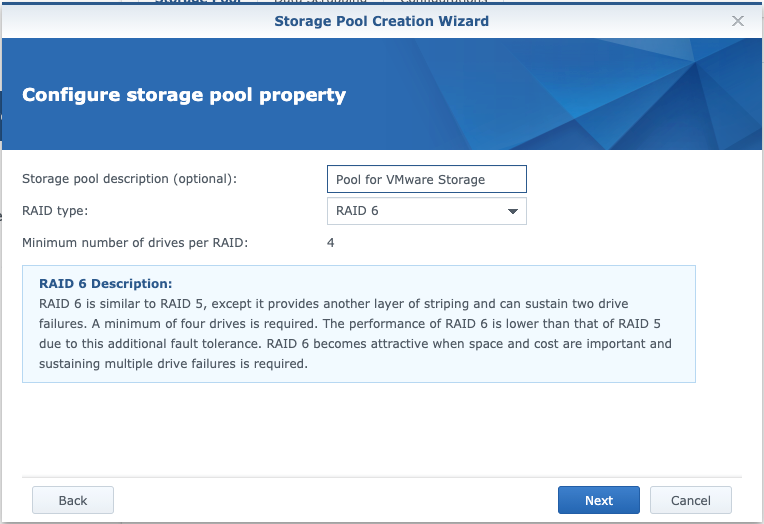 Storage Pool Creation Wizard
Configure storage pool property
Storage pool description (optional): Pool for VMware Storage
RAID type: RAID 6
Minimum number of drives per RAID: 4
RAID 6 Description:
RAID 6 is similar to RAID 5, except it provides another layer of striping and can sustain two drive
failures. A minimum of four drives is required. The performance of RAID 6 is lower than that of RAID 5
due to this additional fault tolerance. RAID 6 becomes attractive when space and cost are important and
sustaining multiple drive failures is required.
Back Next Cancel